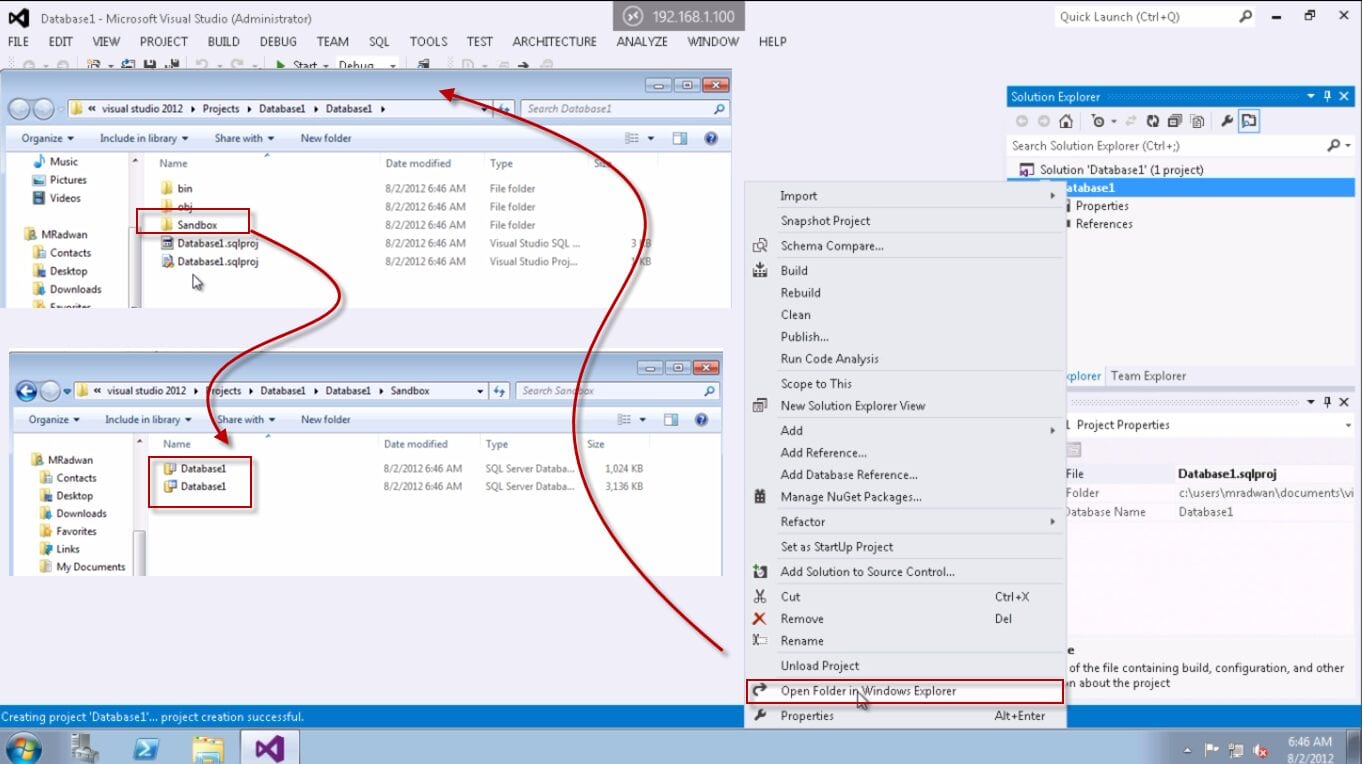 Database1 - Microsoft Visual Studio (Administrator)
192.168.1.100
Quick Launch (Ctrl+Q)
FILE EDIT VIEW PROJECT BUILD DEBUG TEAM SQL TOOLS TEST ARCHITECTURE ANALYZE WINDOW HELP
Start Debug
« visual studio 2012 Projects Database1 Database1
Search Database1
Organize Include in library Share with New folder
Music
Pictures
Videos
MRadwan
Contacts
Desktop
Downloads
Favorites
Name Date modified Type
bin 8/2/2012 6:46 AM File folder
obj 8/2/2012 6:46 AM File folder
Sandbox 8/2/2012 6:46 AM File folder
Database1.sqlproj 8/2/2012 6:46 AM Visual Studio SQL ... 3 KB
Database1.sqlproj 8/2/2012 6:46 AM Visual Studio Proj... KB
« visual studio 2012 Projects Database1 Database1 Sandbox
Search Sandbox
Organize Include in library Share with New folder
MRadwan
Contacts
Desktop
Downloads
Favorites
Links
My Documents
Name Date modified Type Size
Database1 8/2/2012 6:46 AM SQL Server Databa... 1,024 KB
Database1 8/2/2012 6:46 AM SQL Server Databa... 3,136 KB
Import
Snapshot Project
Schema Compare...
Build
Rebuild
Clean
Publish...
Run Code Analysis
Scope to This
New Solution Explorer View
Add
Add Reference...
Add Database Reference...
Manage NuGet Packages...
Refactor
Set as StartUp Project
Add Solution to Source Control...
Cut Ctrl+X
Remove Del
Rename
Unload Project
Open Folder in Windows Explorer
Properties Alt+Enter
Solution Explorer
Search Solution Explorer (Ctrl+;)
Solution 'Database1' (1 project)
atabase1
Properties
References
xplorer Team Explorer
Project Properties
File Database1.sqlproj
Folder c:\users\mradwan\documents\vi
Database Name Database1
e
of the file containing build, configuration, and other
n about the project
Creating project 'Database1'... project creation successful.
6:46 AM
8/2/2012